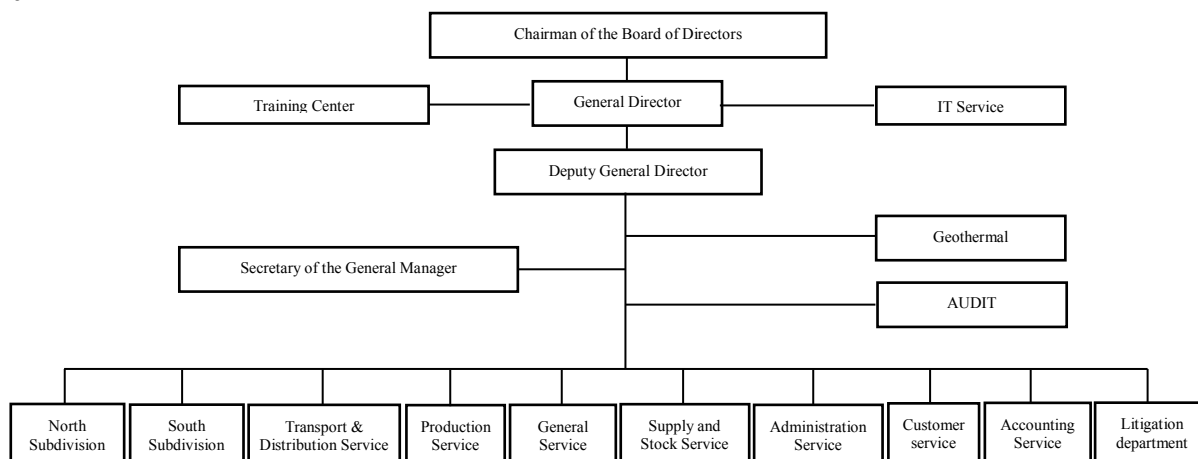 Chairman of the Board of Directors
Training Center
General Director
IT Service
Deputy General Director
Geothermal
Secretary of the General Manager
AUDIT
North
Subdivision
South
Subdivision
Transport &
Distribution Service
Production
Service
General
Service
Supply and
Stock Service
Administration
Service
Customer
service
Accounting
Service
Litigation
department